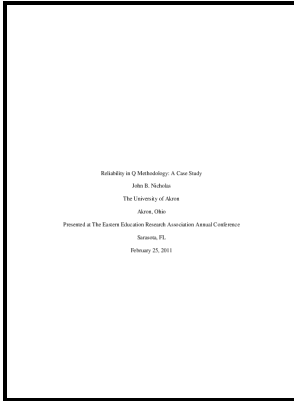 Reliability in Q Methodology: A Case Study
John B. Nicholas
The University of Akron
Akron, Ohio
Presented at The Eastern Education Research Association Annual Conference
Sarasota, FL
February 25, 2011